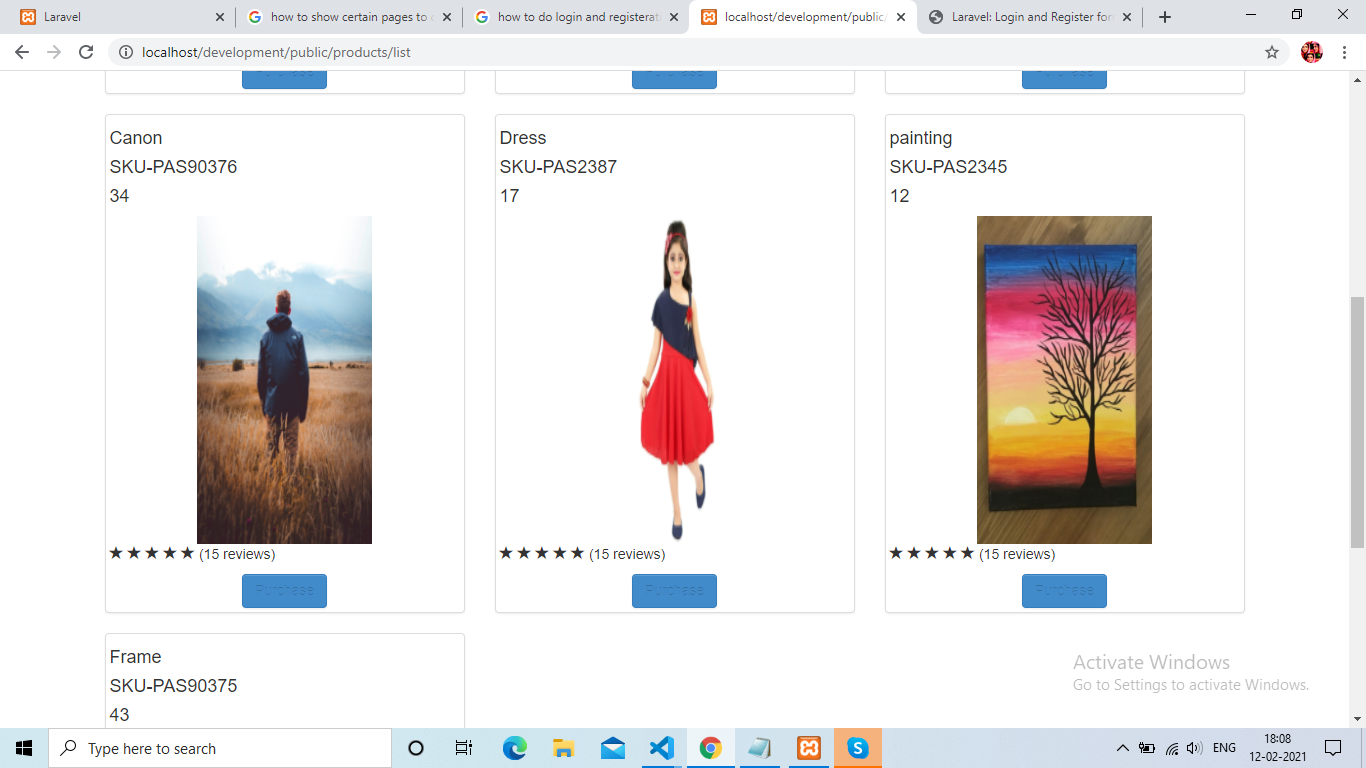 Laravel
how to show certain pages to c
how to do login and registerati
localhost/development/public/
Laravel: Login and Register for
localhost/development/public/products/list
Purchase Purchase Purchase
Canon
SKU-PAS90376
34
★★★★★ (15 reviews)
Purchase
Dress
SKU-PAS2387
17
★★★★★ (15 reviews)
Purchase
painting
SKU-PAS2345
12
★★★★★ (15 reviews)
Purchase
Frame
SKU-PAS90375
43
Activate Windows
Go to Settings to activate Windows.
Type here to search
ENG
18:08
12-02-2021